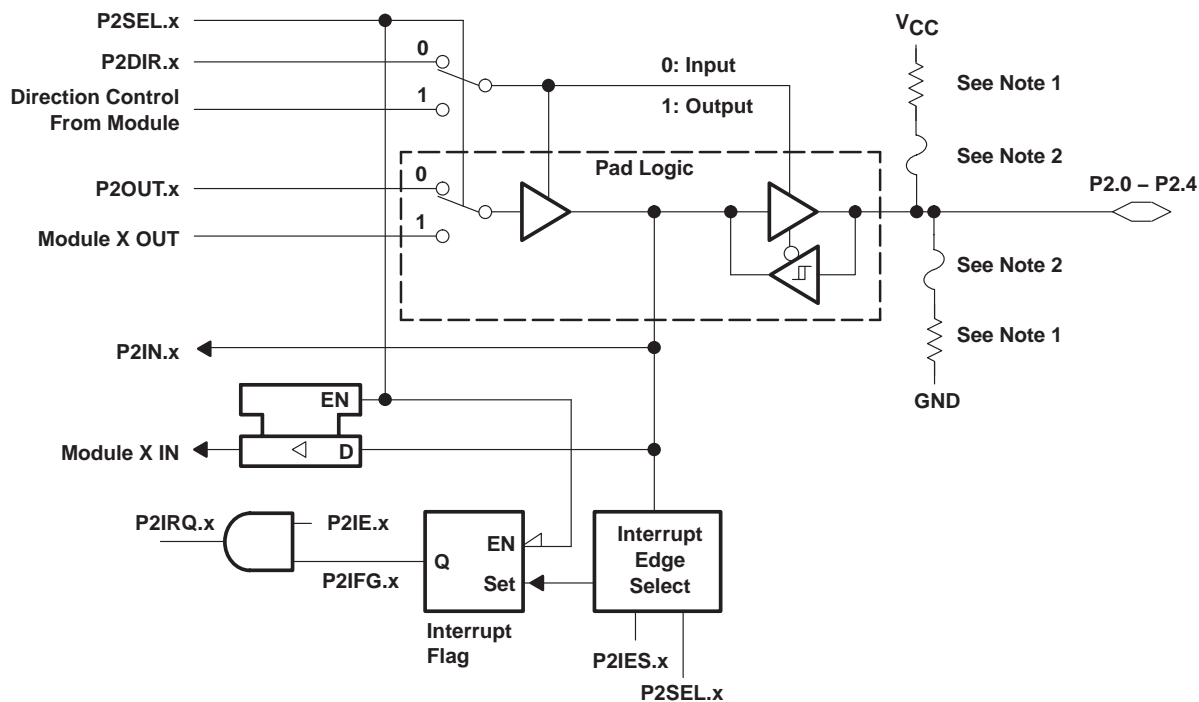 P2SEL.x
P2DIR.x
Direction Control
From Module
P2OUT.x
Module X OUT
P2IN.x
Module X IN
0
1
0
1
0: Input
1: Output
Pad Logic
VCC
See Note 1
See Note 2
P2.0 – P2.4
See Note 2
See Note 1
GND
EN
D
P2IRQ.x
P2IE.x
P2IFG.x
Q
EN
Set
Interrupt
Flag
Interrupt
Edge
Select
P2IES.x
P2SEL.x